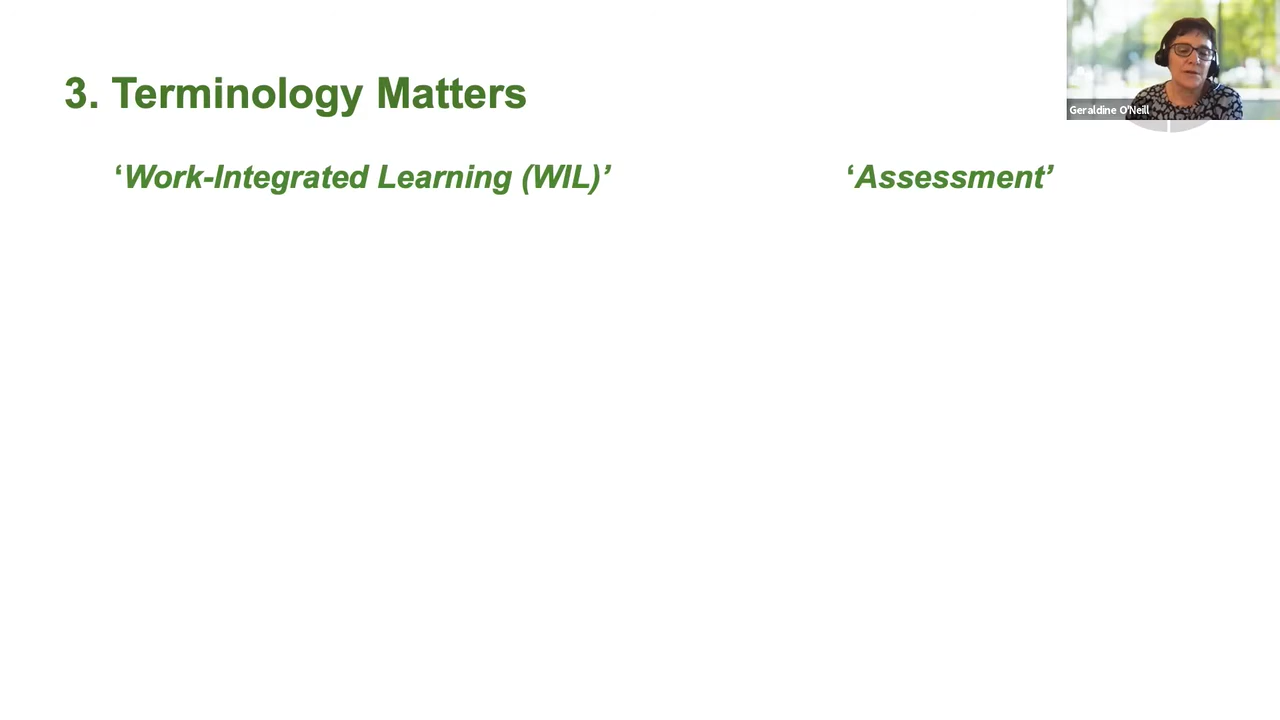 Geraldine O'Neill
3. Terminology Matters
‘Work-Integrated Learning (WIL)’
‘Assessment’